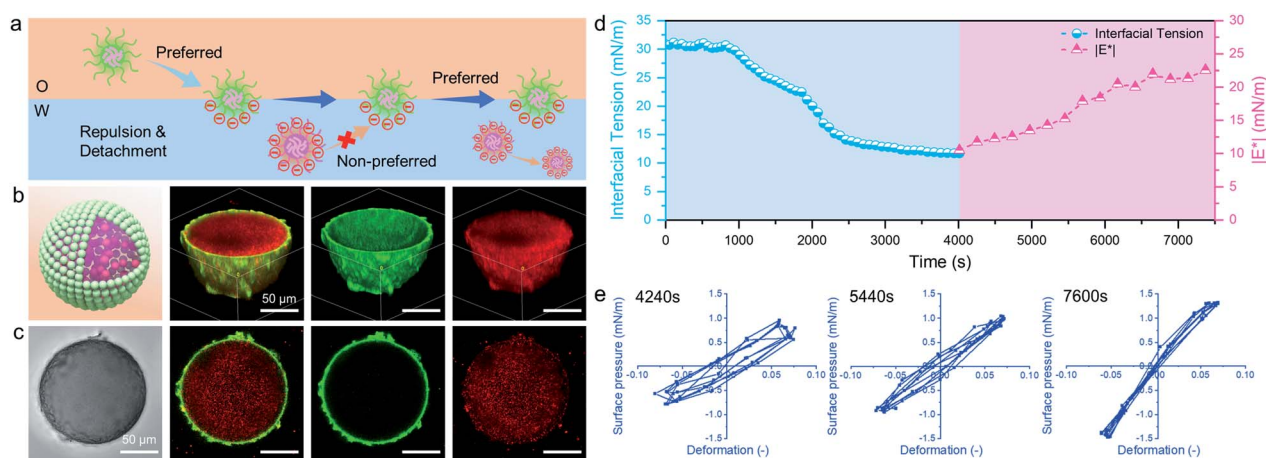 a
Preferred
Preferred
O
W
Repulsion &
Detachment
Non-preferred
b
50 μm
c
50 μm
d
Interfacial Tension (mN/m)
35
30
25
20
15
10
5
0
0 1000 2000 3000 4000 5000 6000 7000
Time (s)
Interfacial Tension
|E*|
30
25
20
15
10
5
0
|E*| (mN/m)
e
4240s
Surface pressure (mN/m)
1.5
1.0
0.5
0.0
-0.5
-1.0
-1.5
-0.10 -0.05 0.05 0.10
Deformation (-)
5440s
Surface pressure (mN/m)
1.5
1.0
0.5
0.0
-0.5
-1.0
-1.5
-0.10 -0.05 0.05 0.10
Deformation (-)
7600s
Surface pressure (mN/m)
1.5
1.0
0.5
0.0
-0.5
-1.0
-1.5
-0.10 -0.05 0.05 0.10
Deformation (-)